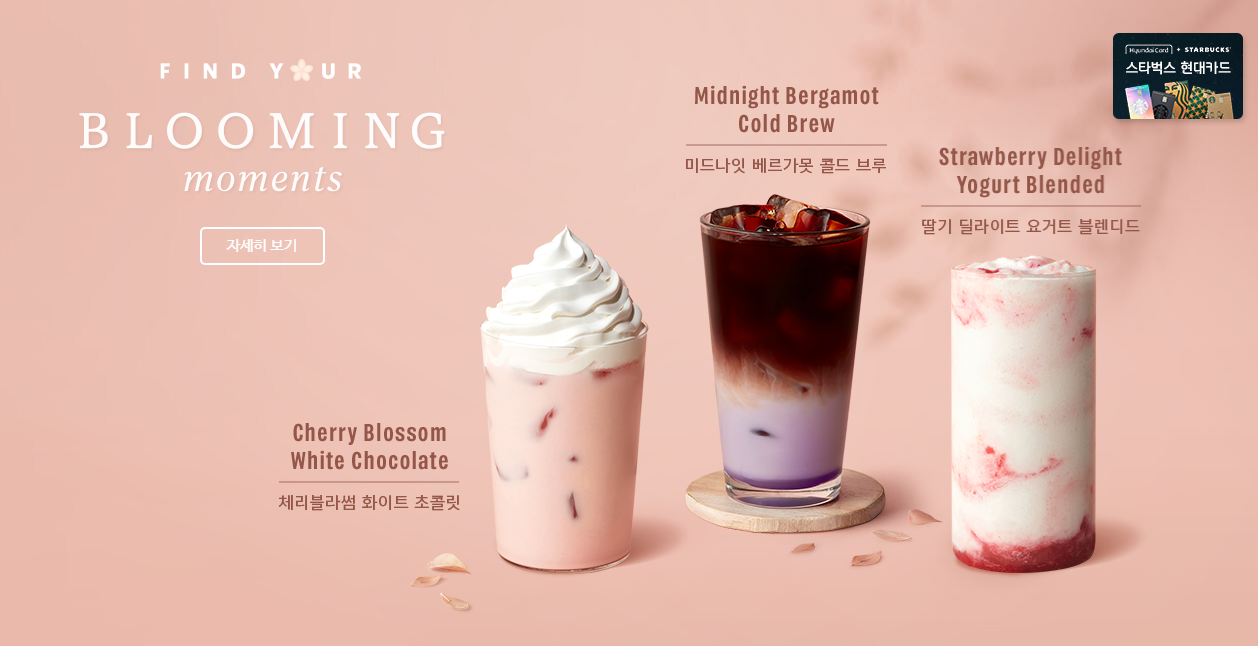 FIND YOUR
BLOOMING
moments
자세히 보기
Midnight Bergamot
Cold Brew
미드나잇 베르가못 콜드 브루
HyundaiCard + STARBUCKS
스타벅스 현대카드
Strawberry Delight
Yogurt Blended
딸기 딜라이트 요거트 블렌디드
Cherry Blossom
White Chocolate
체리블라썸 화이트 초콜릿